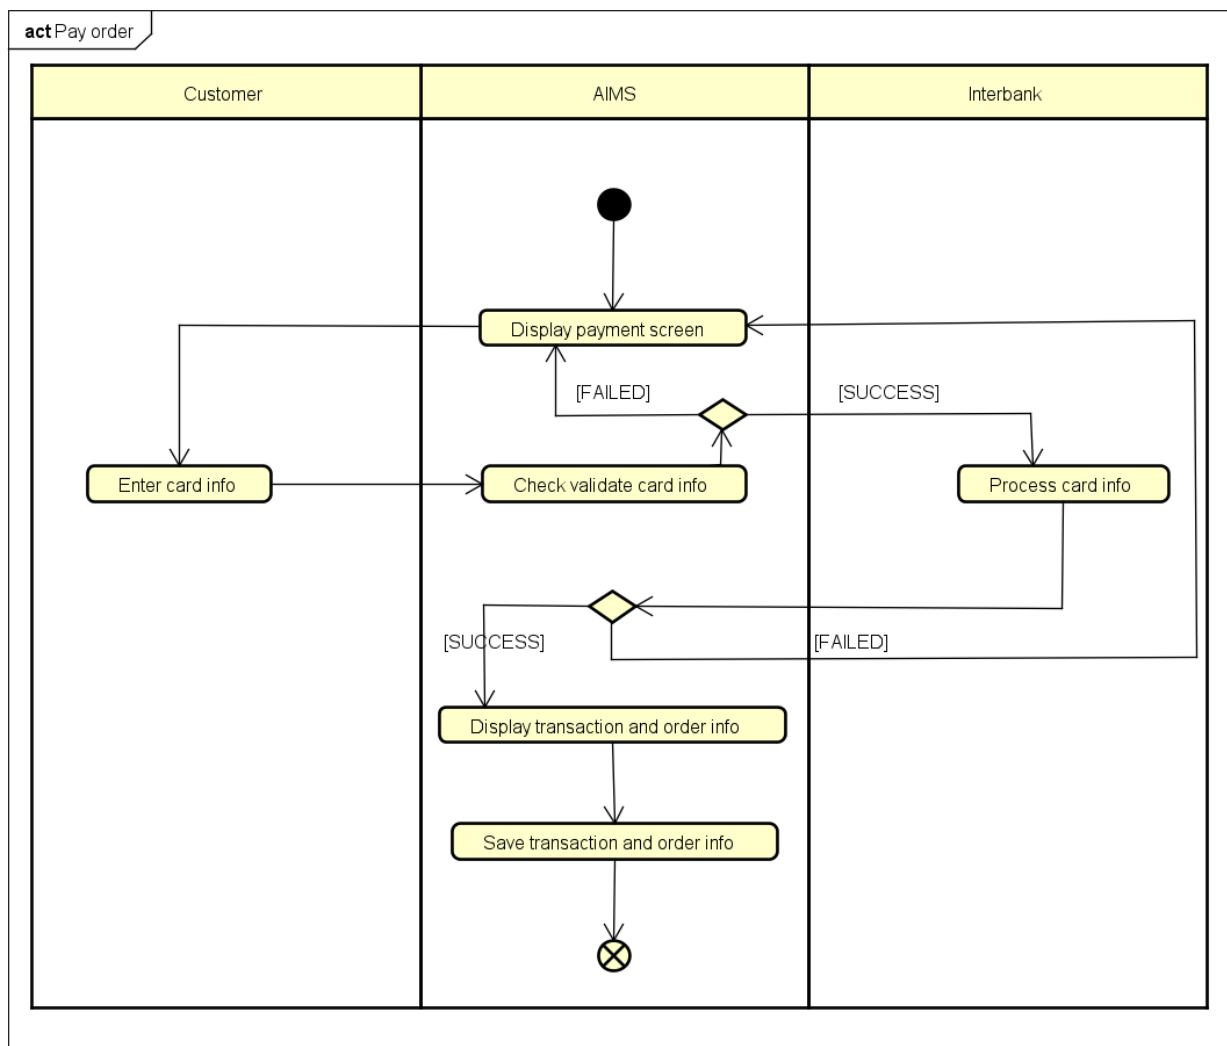 act Pay order
Customer
AIMS
Interbank
Display payment screen
[FAILED]
[SUCCESS]
Enter card info
Check validate card info
Process card info
[SUCCESS]
[FAILED]
Display transaction and order info
Save transaction and order info